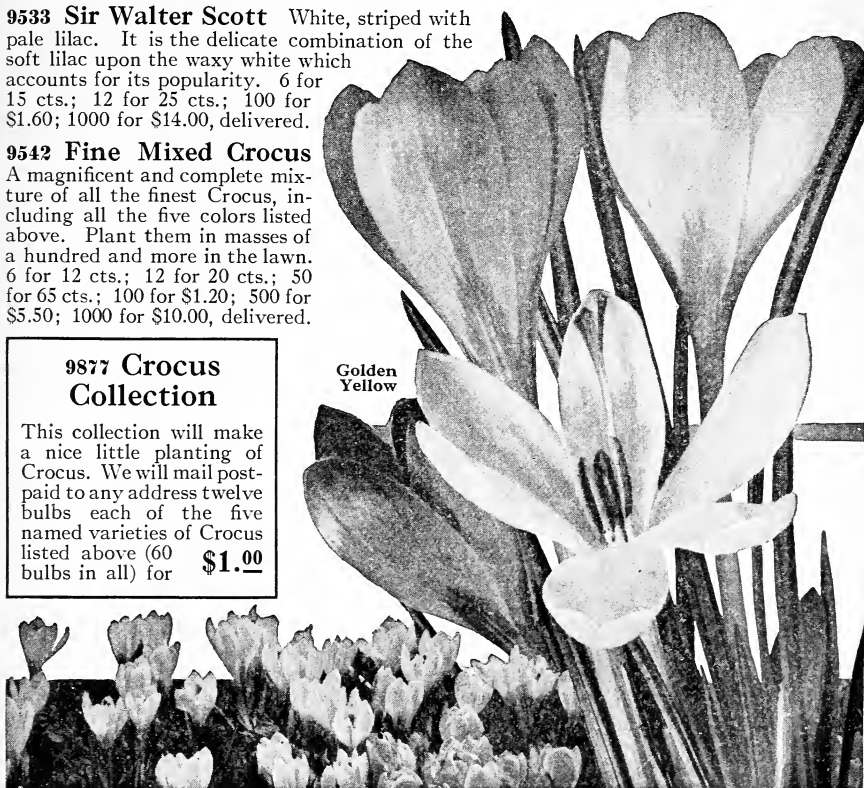 9533 Sir Walter Scott White, striped with
pale lilac. It is the delicate combination of the
soft lilac upon the waxy white which
accounts for its popularity. 6 for
15 cts.; 12 for 25 cts.; 100 for
$1.60; 1000 for $14.00, delivered.
9542 Fine Mixed Crocus
A magnificent and complete mix-
ture of all the finest Crocus, in-
cluding all the five colors listed
above. Plant them in masses of
a hundred and more in the lawn.
6 for 12 cts.; 12 for 20 cts.; 50
for 65 cts.; 100 for $1.20; 500 for
$5.50; 1000 for $10.00, delivered.
9877 Crocus
Collection
This collection will make
a nice little planting of
Crocus. We will mail post-
paid to any address twelve
bulbs each of the five
named varieties of Crocus
listed above (60
bulbs in all) for $1.00
Golden
Yellow